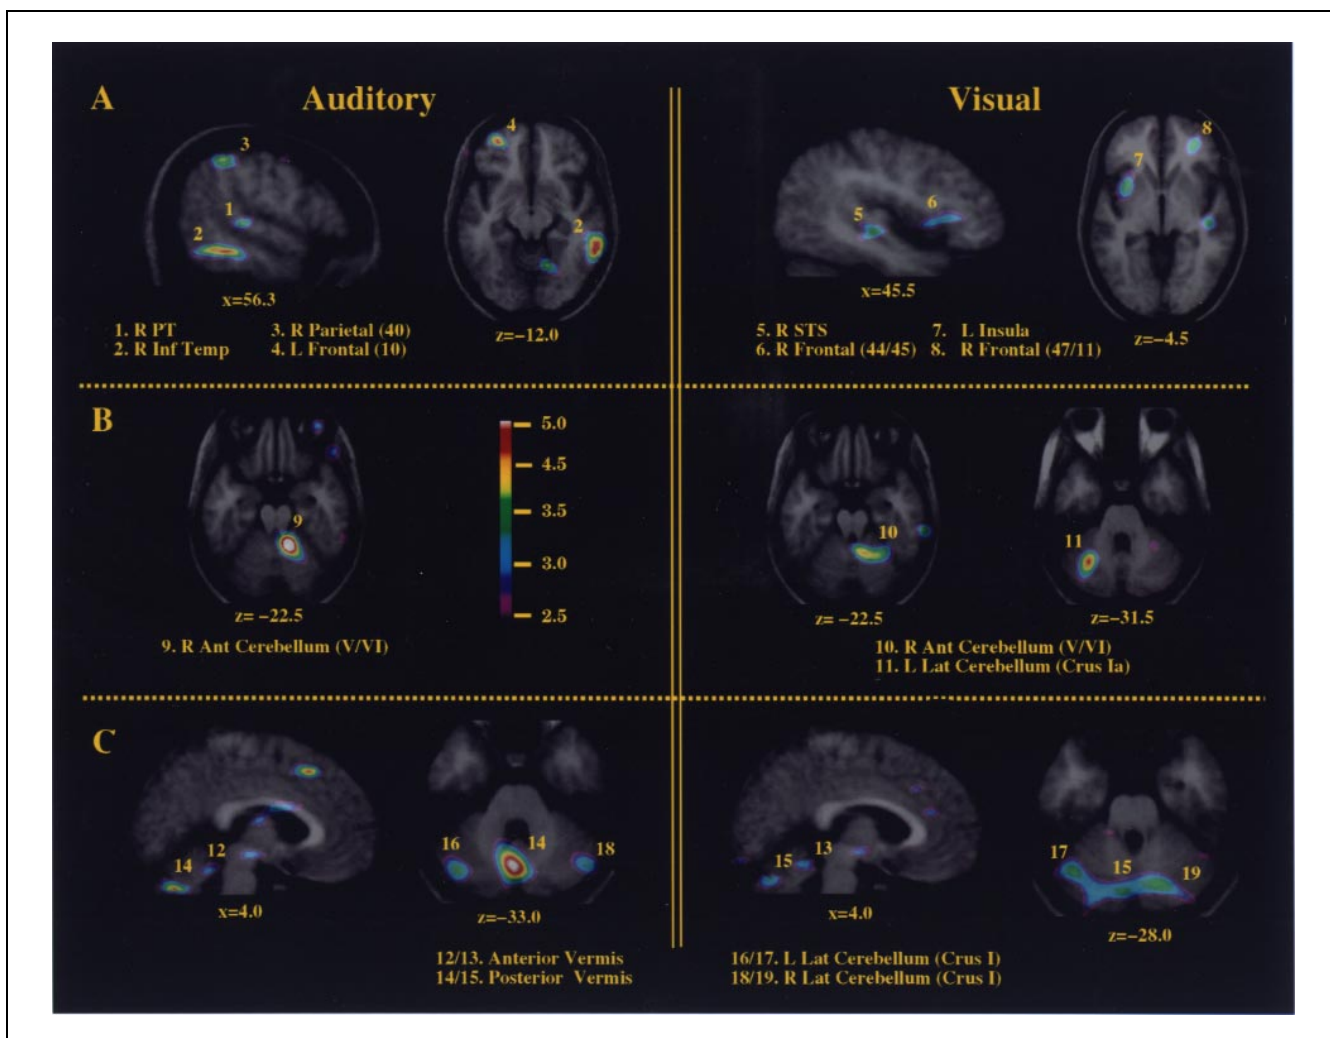 A
Auditory
Visual
3
1
2
4
2
x=56.3
z=−12.0
1. R PT 3. R Parietal (40)
2. R Inf Temp 4. L Frontal (10)
5
6
7
8
x=45.5
z=−4.5
5. R STS 7. L Insula
6. R Frontal (44/45) 8. R Frontal (47/11)
B
9
z= −22.5
9. R Ant Cerebellum (V/VI)
5.0
4.5
3.5
3.0
2.5
10
11
z= −22.5
z=−31.5
10. R Ant Cerebellum (V/VI)
11. L Lat Cerebellum (Crus Ia)
C
14
12
16
14
18
x=4.0
z=−33.0
15
13
17
15
19
x=4.0
z=−28.0
12/13. Anterior Vermis
14/15. Posterior Vermis
16/17. L Lat Cerebellum (Crus I)
18/19. R Lat Cerebellum (Crus I)